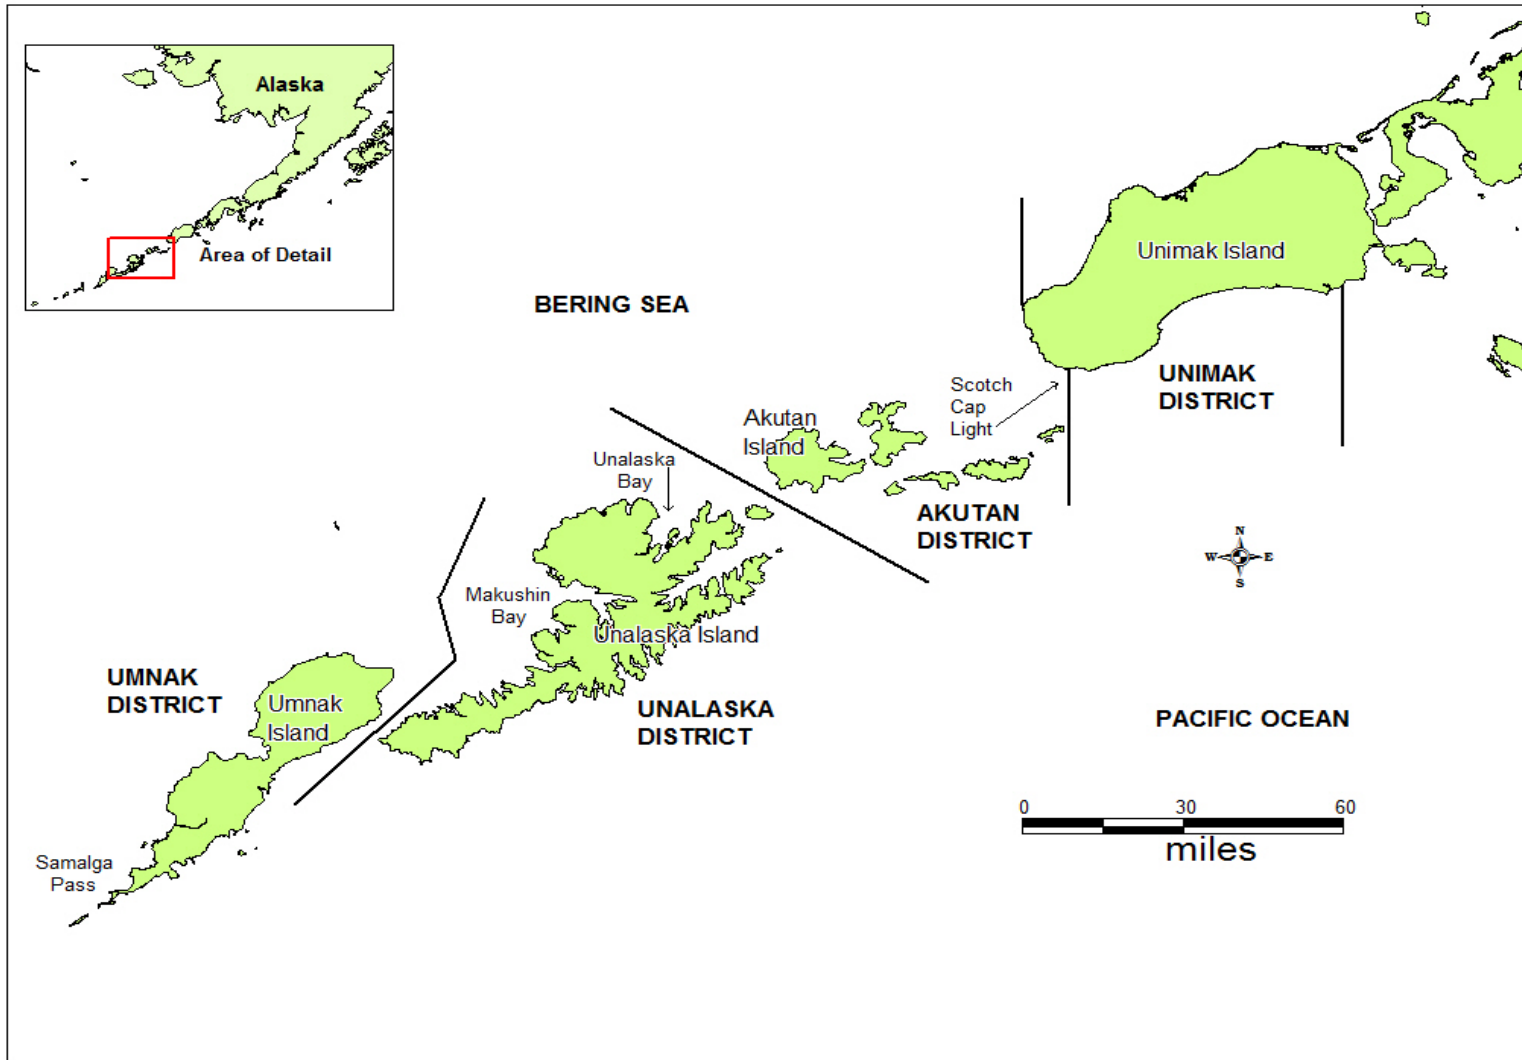 Alaska
Area of Detail
BERING SEA
Unimak Island
UNIMAK
DISTRICT
Scotch
Cap
Light
Akutan
Island
AKUTAN
DISTRICT
Unalaska
Bay
Makushin
Bay
Unalaska Island
UNALASKA
DISTRICT
UMNAK
DISTRICT
Umnak
Island
Samalga
Pass
N
W E
S
PACIFIC OCEAN
0 30 60
miles